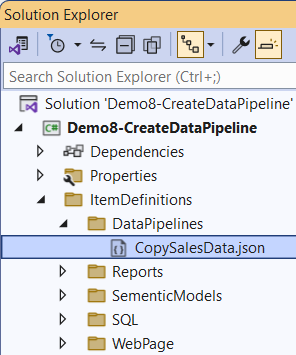 Solution Explorer
Search Solution Explorer (Ctrl+;)
Solution 'Demo8-CreateDataPipeline'
C# Demo8-CreateDataPipeline
Dependencies
Properties
ItemDefinitions
DataPipelines
CopySalesData.json
Reports
SementicModels
SQL
WebPage